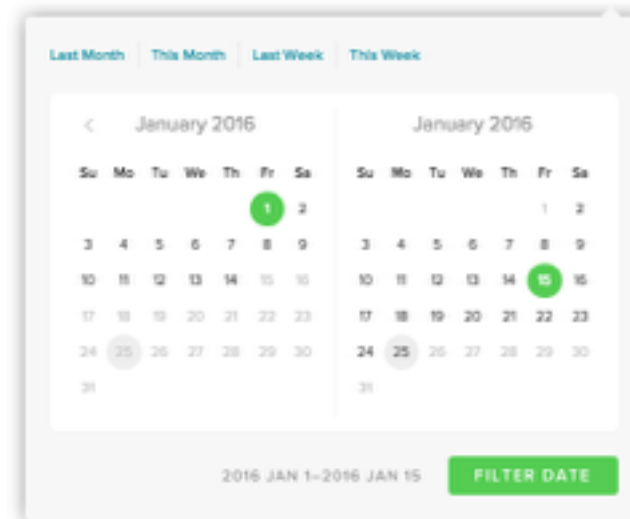 Last Month This Month Last Week This Week
< January 2016 January 2016
Su Mo Tu We Th Fr Sa Su Mo Tu We Th Fr Sa
1 2 1 2
3 4 5 6 7 8 9 3 4 5 6 7 8 9
10 11 12 13 14 15 16 10 11 12 13 14 15 16
17 18 19 20 21 22 23 17 18 19 20 21 22 23
24 25 26 27 28 29 30 24 25 26 27 28 29 30
31 31
2016 JAN 1–2016 JAN 15 FILTER DATE